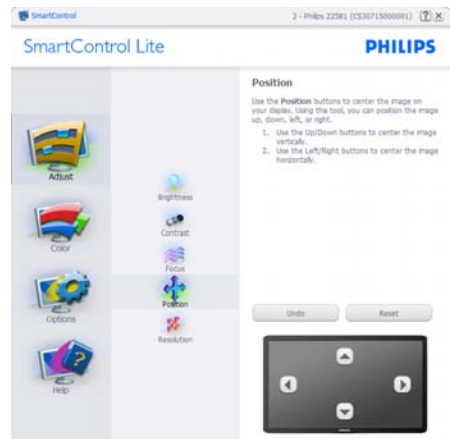 SmartControl
2 - Philips 225B1 (CS30715000001)
SmartControl Lite
PHILIPS
Adjust
Color
Options
Help
Brightness
Contrast
Focus
Position
Resolution
Position
Use the Position buttons to center the image on
your display. Using the tool, you can position the image
up, down, left, or right.
1. Use the Up/Down buttons to center the image
vertically.
2. Use the Left/Right buttons to center the image
horizontally.
Undo
Reset